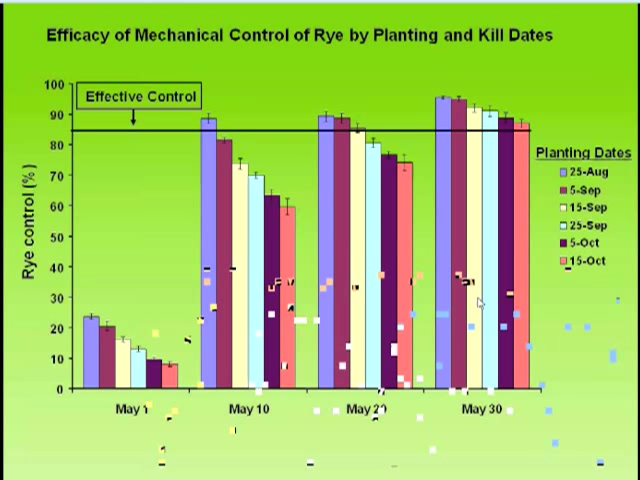 Efficacy of Mechanical Control of Rye by Planting and Kill Dates
Effective Control
Rye control (%)
100
90
80
70
60
50
40
30
20
10
0
May 1
May 10
May 20
May 30
Planting Dates
25-Aug
5-Sep
15-Sep
25-Sep
5-Oct
15-Oct